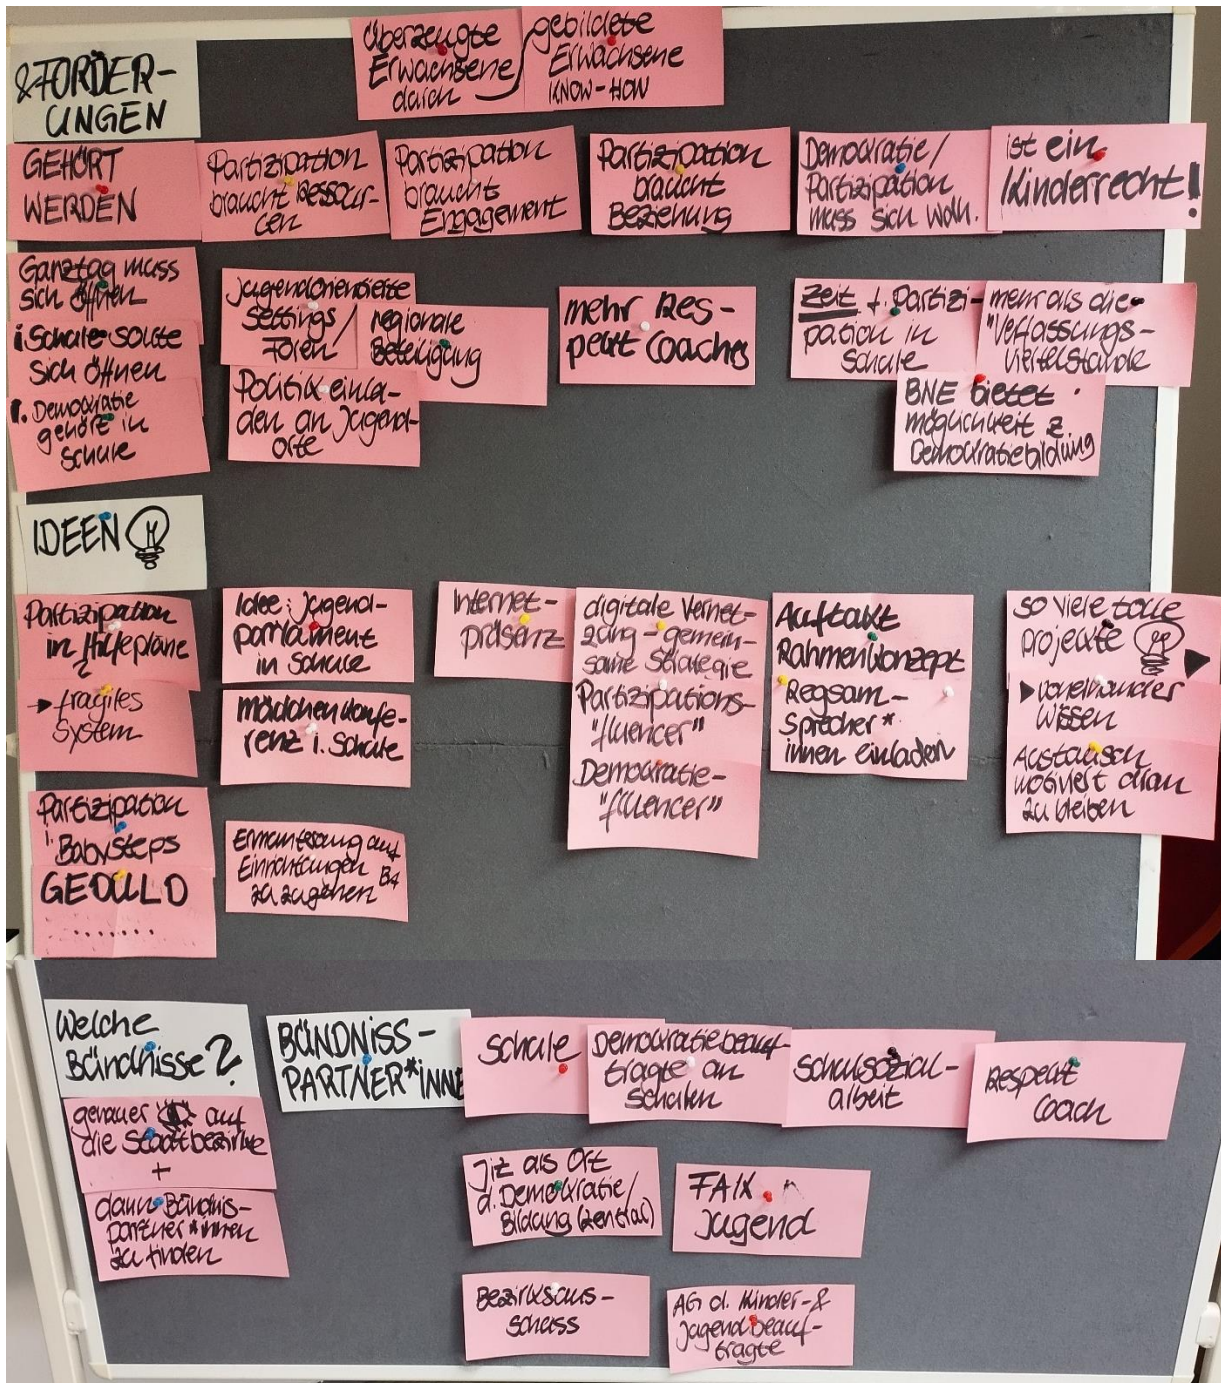 & FORDER-
UNGEN
überzeugte
Erwachsene
durch
gebildete
Erwachsene
KNOW-HOW
GEHÖRT
WERDEN
Partizipation
braucht Ressour-
cen
Partizipation
braucht
Engagement
Partizipation
braucht
Beziehung
Demokratie/
Partizipation
muss sich wdh.
ist ein
Kinderrecht!
Ganztag muss
sich öffnen
Schule sollte
sich öffnen
Demokratie
gehört in
Schule
Jugendorientierte
Settings/
Foren
regionale
Beteiligung
Politik einla-
den an Jugend-
orte
mehr Res-
pekt Coaches
Zeit f. Partizi-
pation in
Schule
mehr als die
"Verfassungs-
viertelstunde
BNE bietet
möglichkeit z.
Demokratiebildung
IDEEN
Partizipation
in Hilfepläne
?
→ fragiles
System
Partizipation
i. Babysteps
GEDULD
.......
Idee: Jugend-
parlament
in Schule
Mädchenkonfe-
renz i. Schule
Ermunterung auf
Einrichtungen BA
zu zugehen
Internet-
präsenz
digitale Vernet-
zung - gemein-
same Strategie
Partizipations-
"fluencer"
Demokratie-
"fluencer"
Auftakt
Rahmenkonzept
Regsam-
Sprecher*
innen einladen
so viele tolle
projekte
voneinander
wissen
Austausch
motiviert dran
zu bleiben
Welche
Bündnisse?
genauer auf
die Stadtbezirke
+
dann Bündnis-
partner*innen
zu finden
BÜNDNISS-
PARTNER*INNE
Schule
Demokratiebeauf-
tragte an
Schulen
Schulsozial-
arbeit
Respekt
Coach
Jiz als Ort
d. Demokratie/
Bildung (zentral)
FAIX
Jugend
Bezirksaus-
schuss
AG d. Kinder-&
Jugendbeauf-
tragte